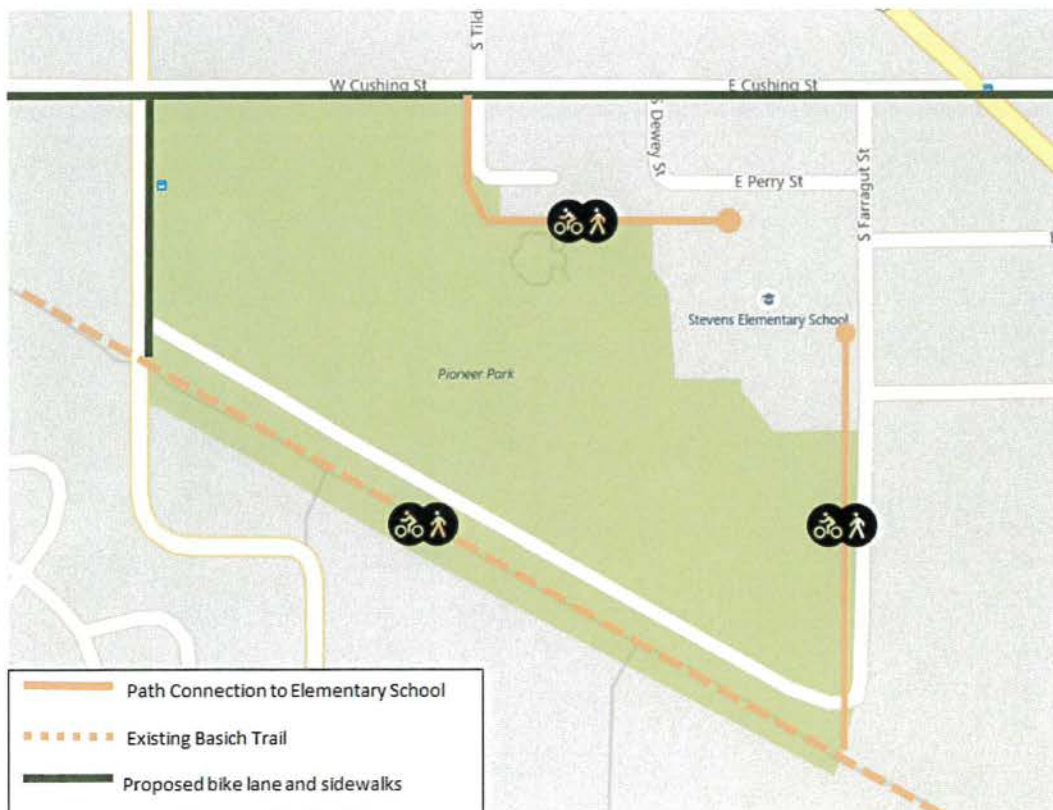 S Tild
W Cushing St
E Cushing St
S Dewey St
E Perry St
S Farragut St
Stevens Elementary School
Pioneer Park
Path Connection to Elementary School
Existing Basich Trail
Proposed bike lane and sidewalks